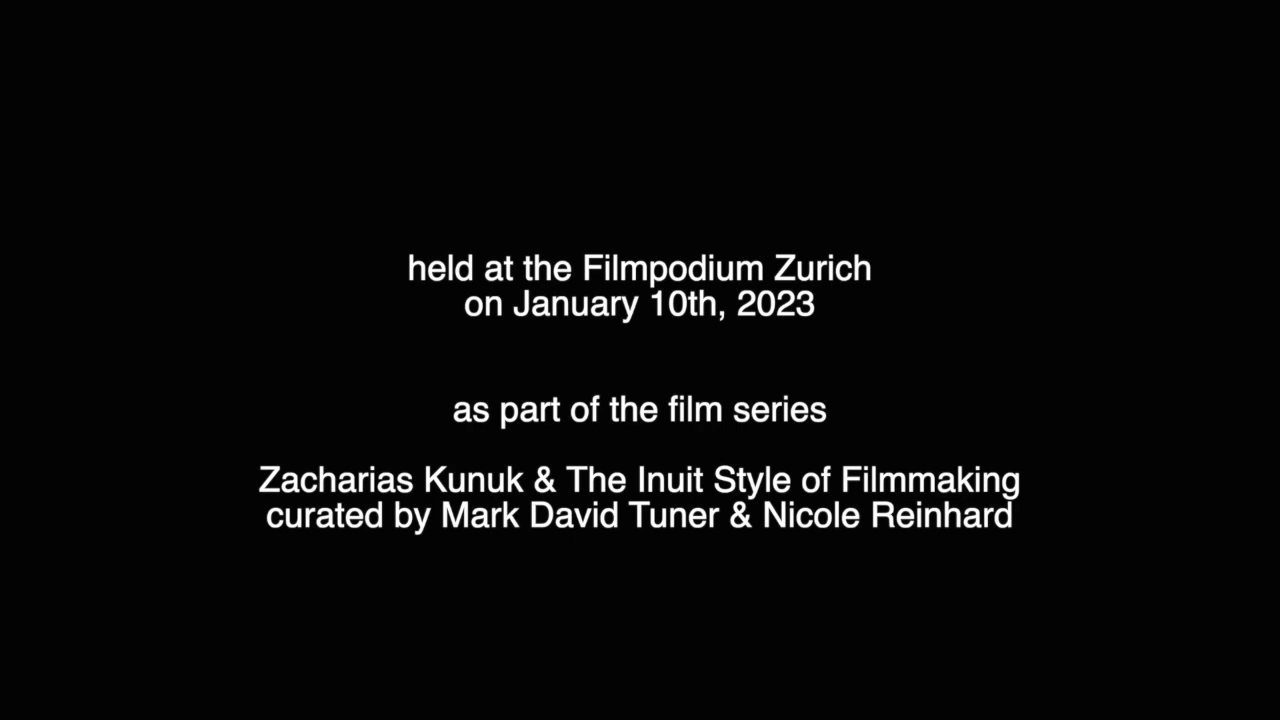 held at the Filmpodium Zurich
on January 10th, 2023
as part of the film series
Zacharias Kunuk & The Inuit Style of Filmmaking
curated by Mark David Tuner & Nicole Reinhard